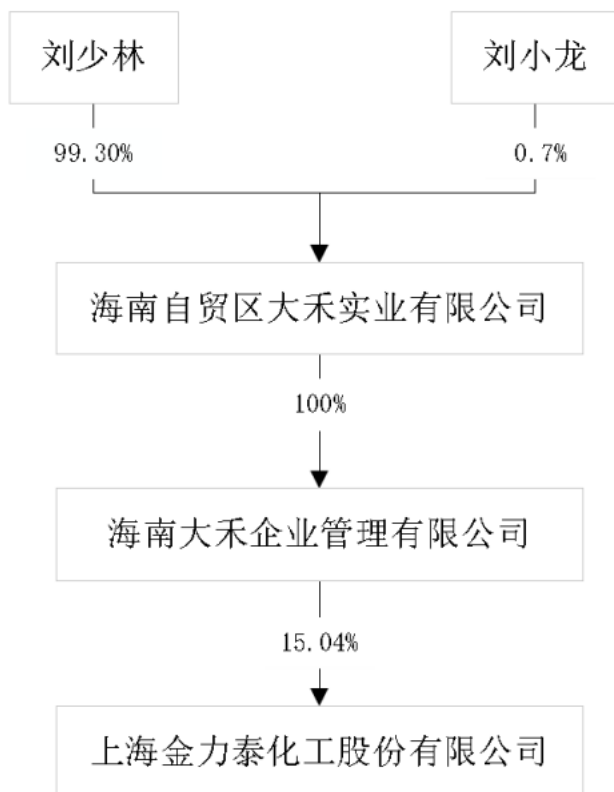 刘少林
刘小龙
99.30%
0.7%
海南自贸区大禾实业有限公司
100%
海南大禾企业管理有限公司
15.04%
上海金力泰化工股份有限公司